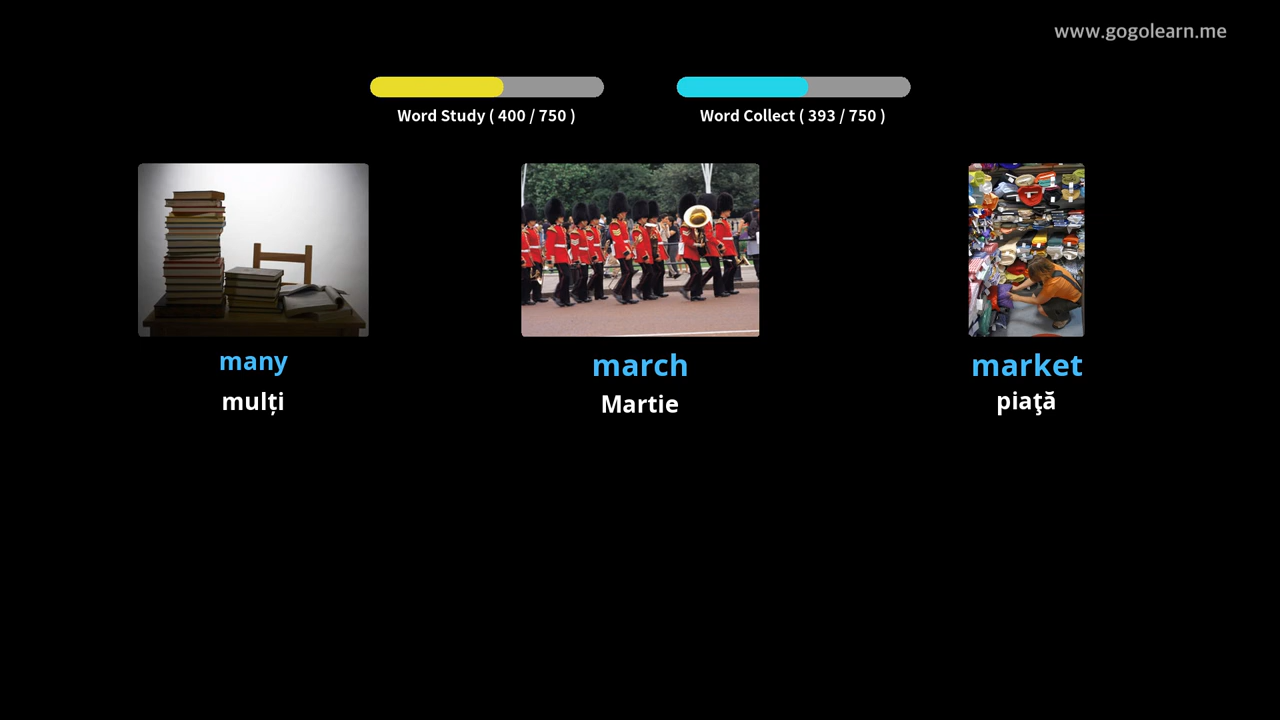 www.gogolearn.me
Word Study ( 400 / 750 )
Word Collect ( 393 / 750 )
many
march
market
mulți
Martie
piaţă